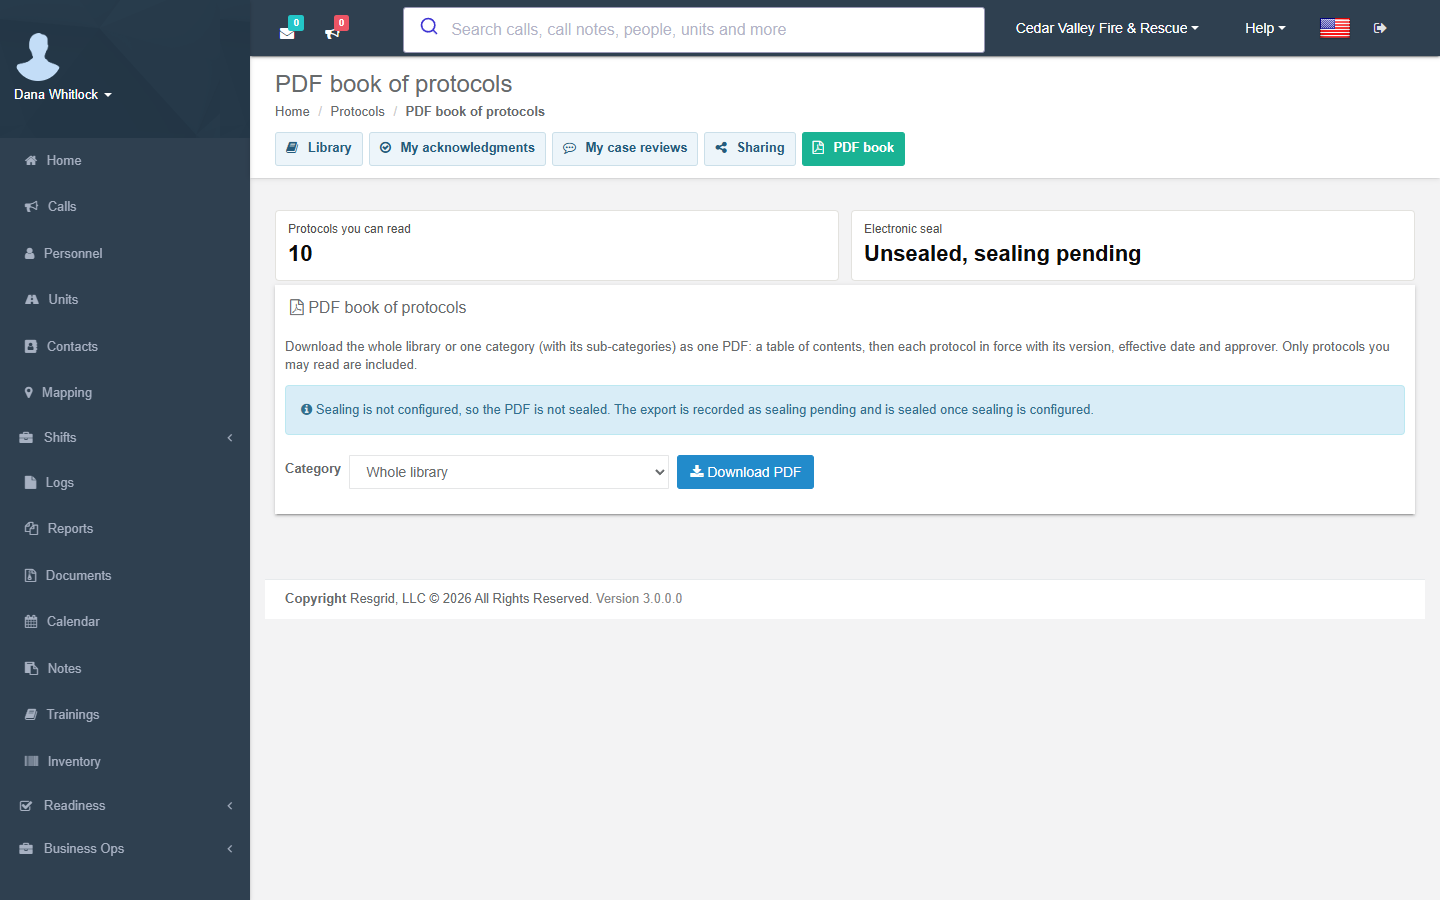 0
0
Search calls, call notes, people, units and more
Cedar Valley Fire & Rescue
Help
Dana Whitlock
Home
Calls
Personnel
Units
Contacts
Mapping
Shifts
Logs
Reports
Documents
Calendar
Notes
Trainings
Inventory
Readiness
Business Ops
PDF book of protocols
Home / Protocols / PDF book of protocols
Library
My acknowledgments
My case reviews
Sharing
PDF book
Protocols you can read
10
Electronic seal
Unsealed, sealing pending
PDF book of protocols
Download the whole library or one category (with its sub-categories) as one PDF: a table of contents, then each protocol in force with its version, effective date and approver. Only protocols you
may read are included.
Sealing is not configured, so the PDF is not sealed. The export is recorded as sealing pending and is sealed once sealing is configured.
Category
Whole library
Download PDF
Copyright Resgrid, LLC © 2026 All Rights Reserved. Version 3.0.0.0